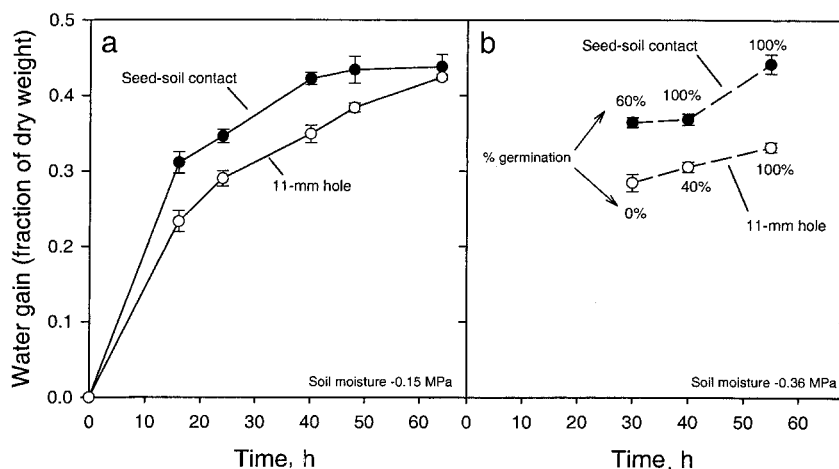 0.5
0.4
0.3
0.2
0.1
0.0
Water gain (fraction of dry weight)
a
Seed-soil contact
11-mm hole
Soil moisture -0.15 MPa
0 10 20 30 40 50 60
Time, h
b
Seed-soil contact
100%
60%
100%
% germination
0%
40%
100%
11-mm hole
Soil moisture -0.36 MPa
0 10 20 30 40 50 60
Time, h